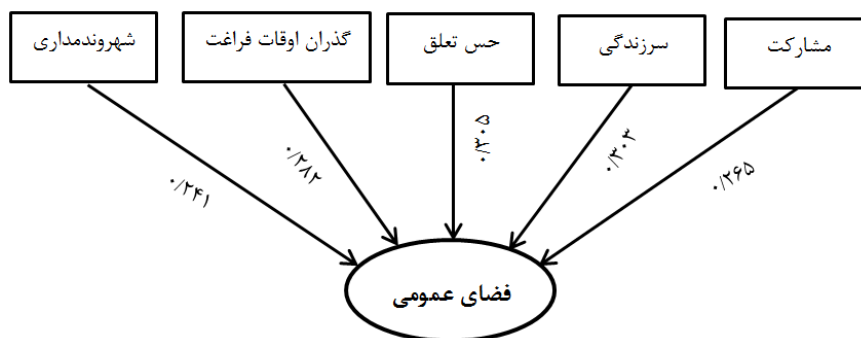 مشارکت
سرزندگی
حس تعلق
گذران اوقات فراغت
شهروندمداری
۰/۲۶۵
۰/۳۰۳
۰/۳۰۵
۰/۲۸۲
۰/۲۴۱
فضای عمومی